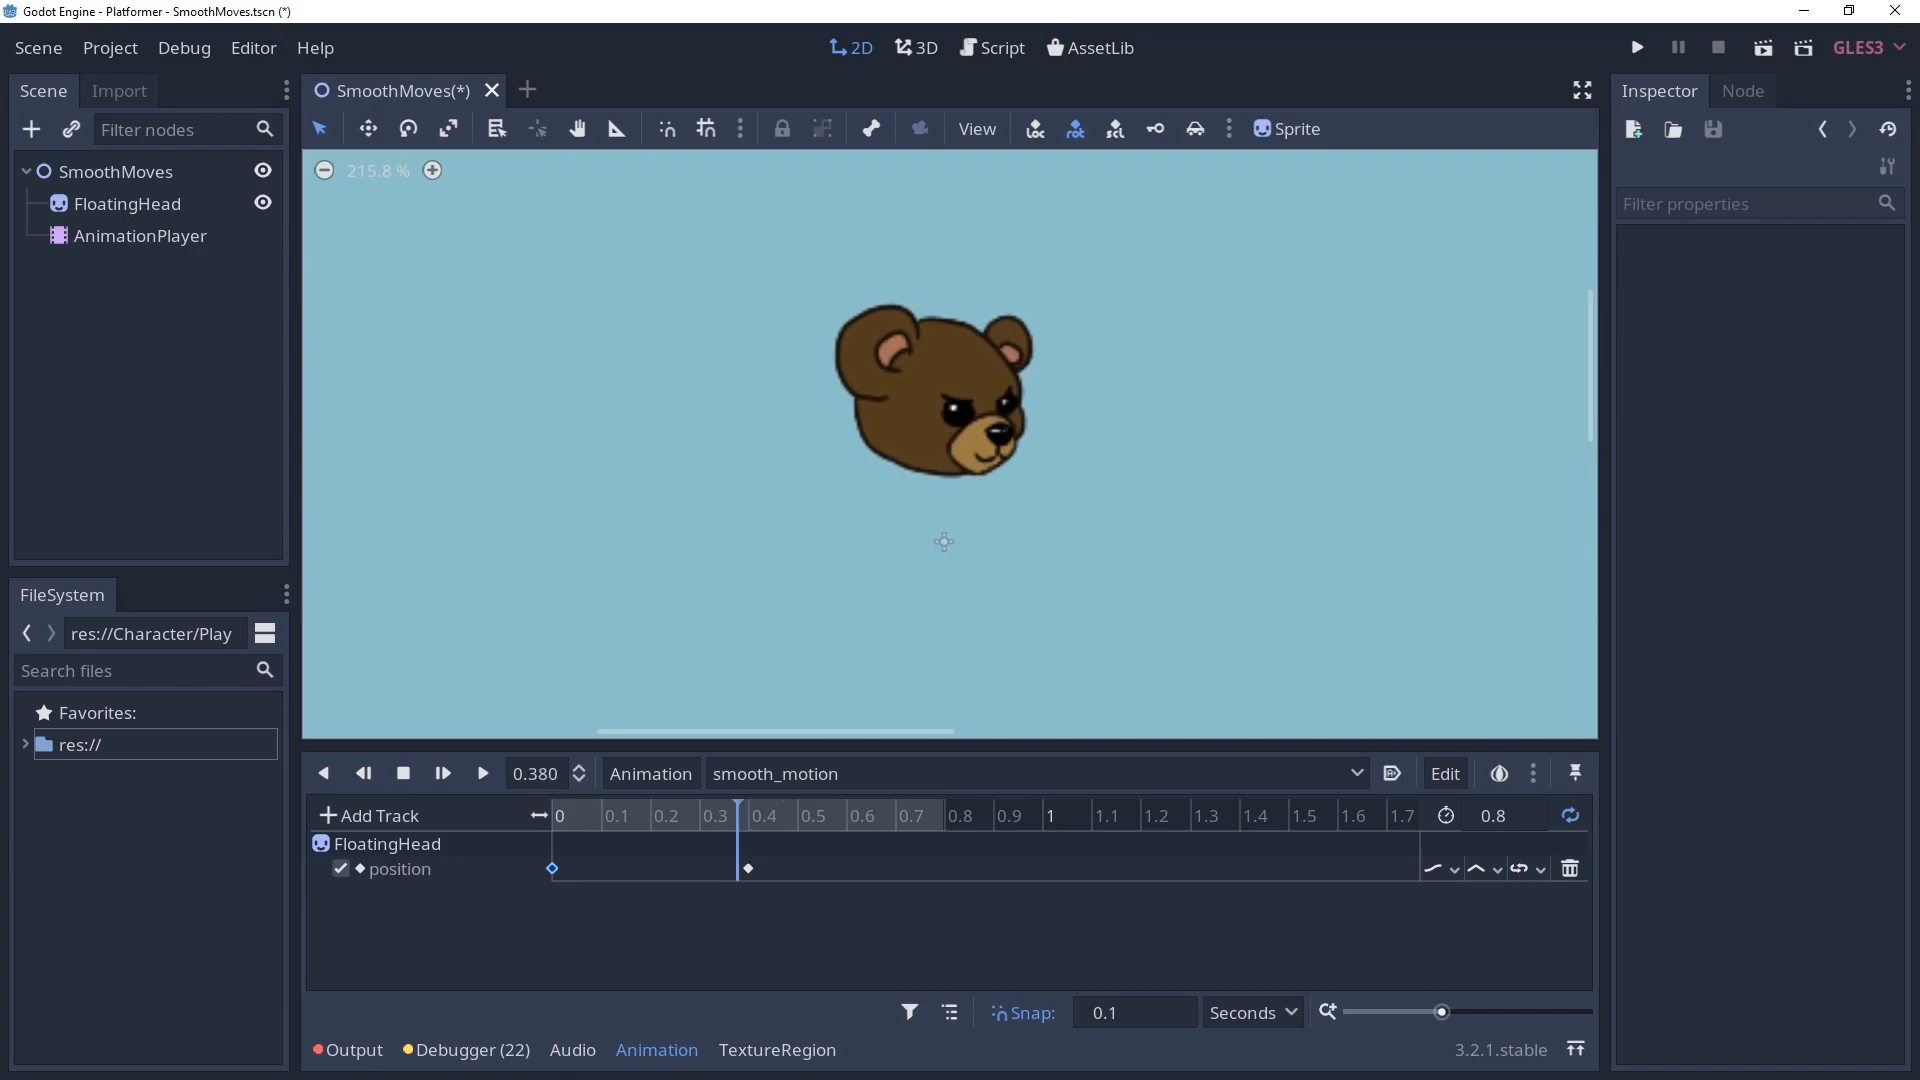 Godot Engine - Platformer - SmoothMoves.tscn (*)
Scene Project Debug Editor Help
2D 3D Script AssetLib
GLES3
Scene Import
Filter nodes
SmoothMoves
FloatingHead
AnimationPlayer
SmoothMoves(*)
View
Loc rot scl
Sprite
215.8 %
Inspector Node
Filter properties
FileSystem
res://Character/Play
Search files
Favorites:
res://
0.380 Animation smooth_motion Edit
Add Track 0 0.1 0.2 0.3 0.4 0.5 0.6 0.7 0.8 0.9 1 1.1 1.2 1.3 1.4 1.5 1.6 1.7 0.8
FloatingHead
position
Snap: 0.1 Seconds
Output Debugger (22) Audio Animation TextureRegion 3.2.1.stable